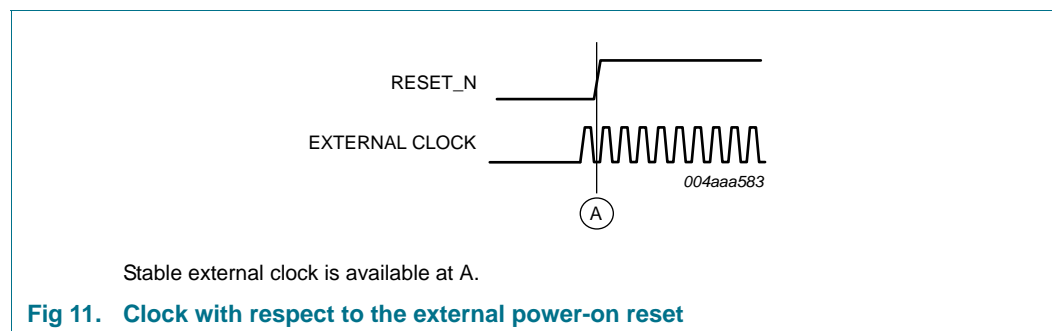 RESET_N
EXTERNAL CLOCK
004aaa583
A
Stable external clock is available at A.
Fig 11. Clock with respect to the external power-on reset